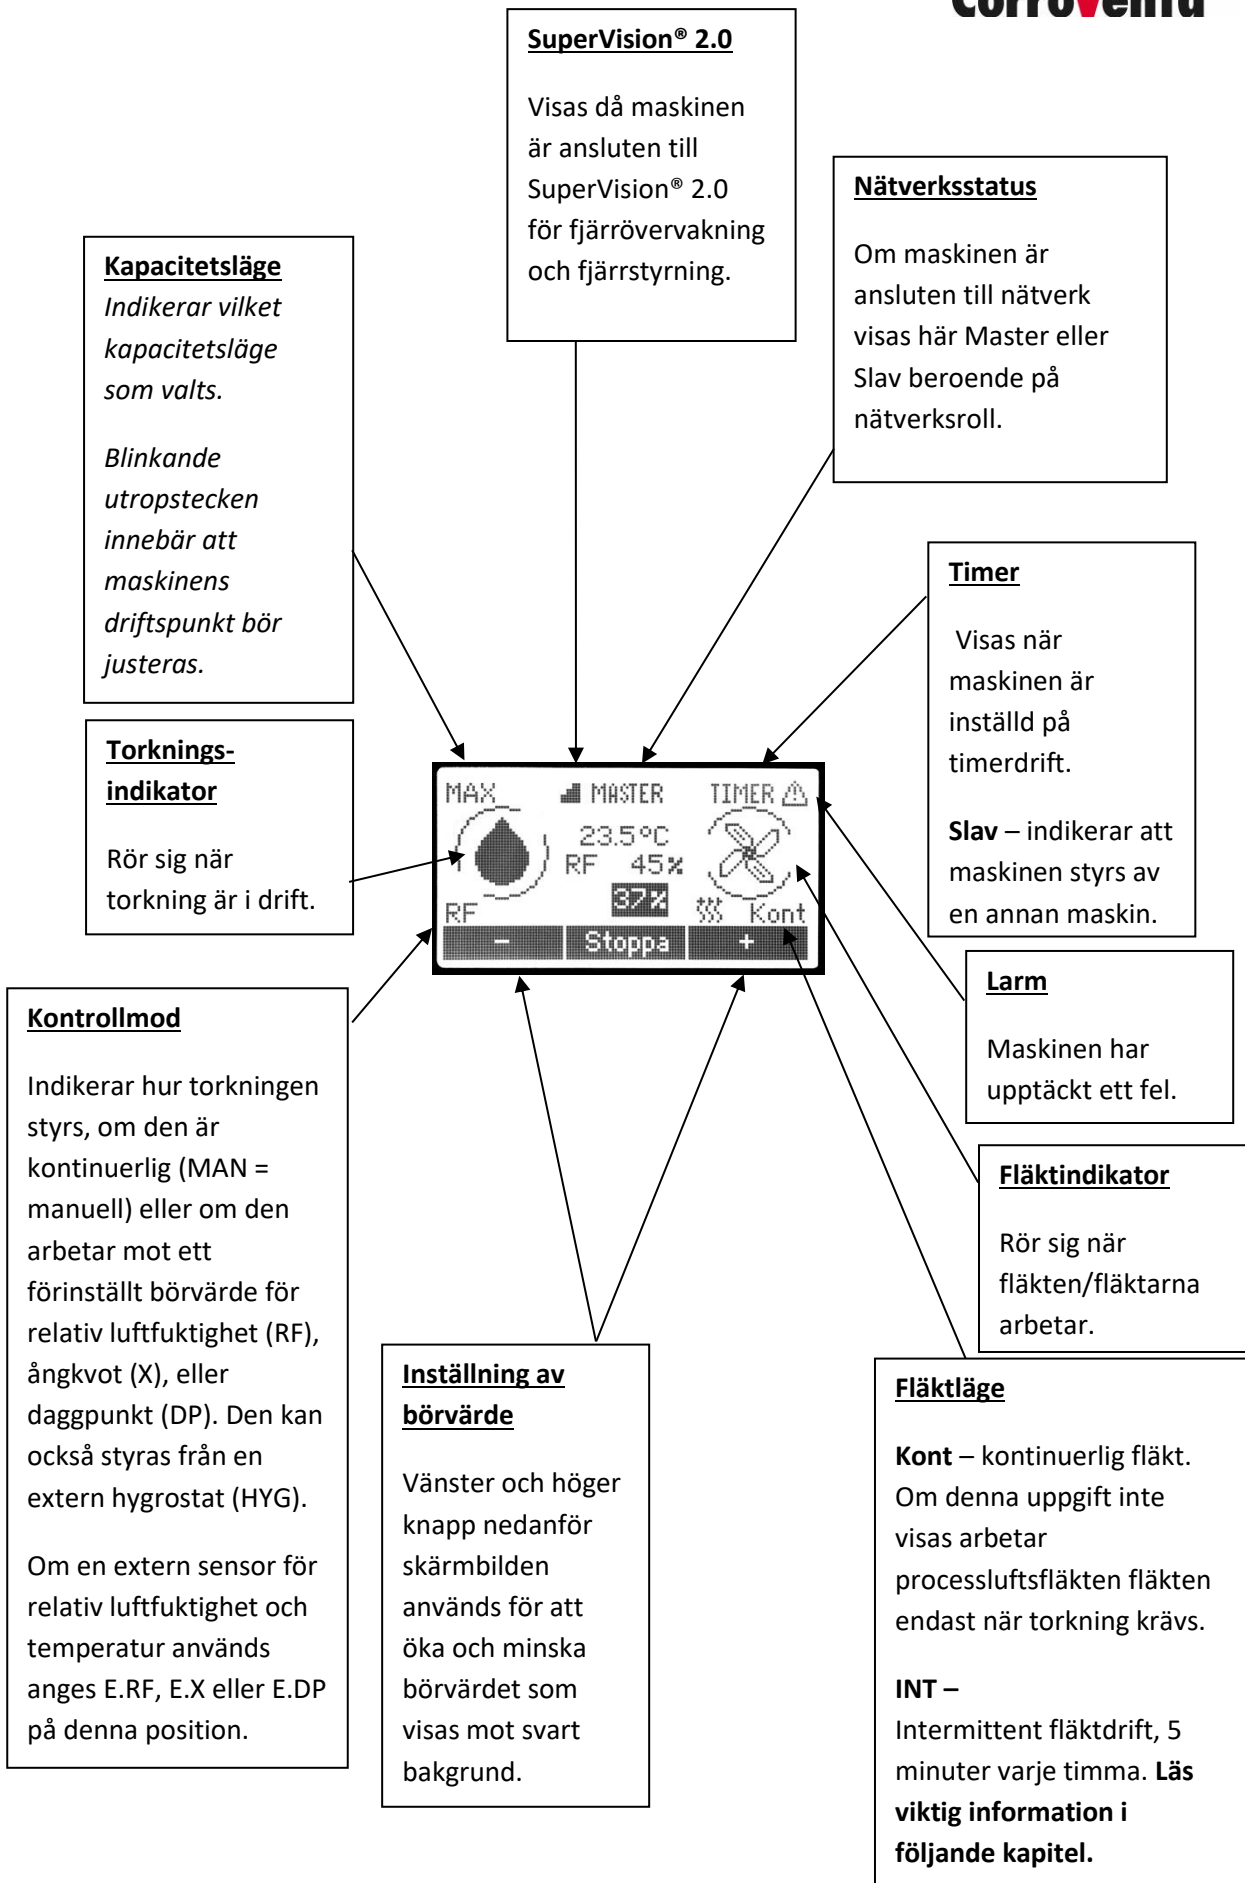 Corroventa
SuperVision® 2.0
Visas då maskinen
är ansluten till
SuperVision® 2.0
för fjärrövervakning
och fjärrstyrning.
Nätverksstatus
Om maskinen är
ansluten till nätverk
visas här Master eller
Slav beroende på
nätverksroll.
Kapacitetsläge
Indikerar vilket
kapacitetsläge
som valts.
Blinkande
utropstecken
innebär att
maskinens
driftspunkt bör
justeras.
Timer
Visas när
maskinen är
inställd på
timerdrift.
Slav – indikerar att
maskinen styrs av
en annan maskin.
Torknings-
indikator
Rör sig när
torkning är i drift.
MAX MASTER TIMER
23.5°C
RF 45%
37%
RF Kont
- Stoppa +
Larm
Maskinen har
upptäckt ett fel.
Kontrollmod
Indikerar hur torkningen
styrs, om den är
kontinuerlig (MAN =
manuell) eller om den
arbetar mot ett
förinställt börvärde för
relativ luftfuktighet (RF),
ångkvot (X), eller
daggpunkt (DP). Den kan
också styras från en
extern hygrostat (HYG).
Om en extern sensor för
relativ luftfuktighet och
temperatur används
anges E.RF, E.X eller E.DP
på denna position.
Fläktindikator
Rör sig när
fläkten/fläktarna
arbetar.
Inställning av
börvärde
Vänster och höger
knapp nedanför
skärmbilden
används för att
öka och minska
börvärdet som
visas mot svart
bakgrund.
Fläktläge
Kont – kontinuerlig fläkt.
Om denna uppgift inte
visas arbetar
processluftsfläkten fläkten
endast när torkning krävs.
INT –
Intermittent fläktdrift, 5
minuter varje timma. Läs
viktig information i
följande kapitel.